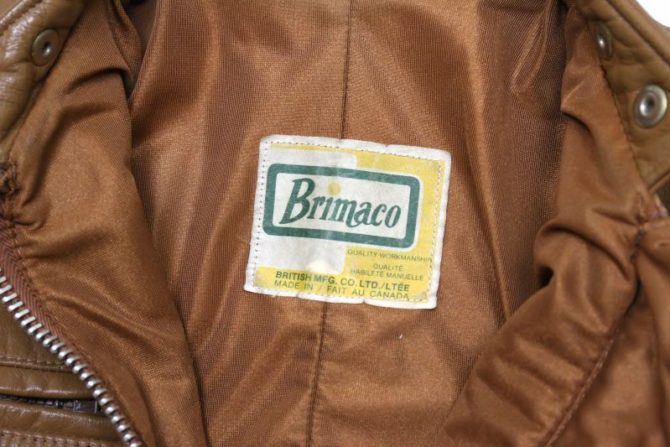 Brimaco
QUALITY WORKMANSHIP
QUALITÉ
HABILETÉ MANUELLE
BRITISH MFG. CO. LTD./LTÉE
MADE IN / FAIT AU CANADA